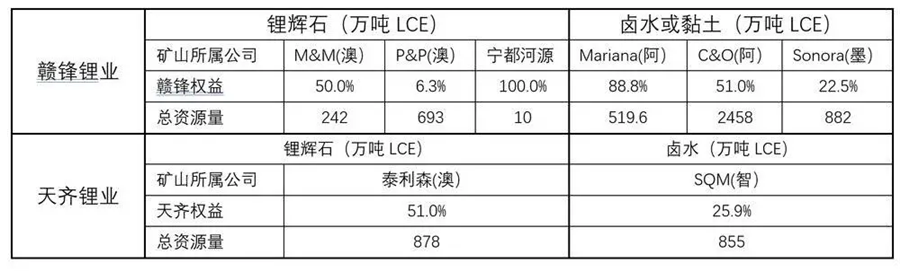 赣锋锂业
锂辉石（万吨 LCE） 卤水或黏土（万吨 LCE）
矿山所属公司 M&M(澳) P&P(澳) 宁都河源 Mariana(阿) C&O(阿) Sonora(墨)
赣锋权益 50.0% 6.3% 100.0% 88.8% 51.0% 22.5%
总资源量 242 693 10 519.6 2458 882
天齐锂业
锂辉石（万吨 LCE） 卤水（万吨 LCE）
矿山所属公司 泰利森(澳) SQM(智）
天齐权益 51.0% 25.9%
总资源量 878 855